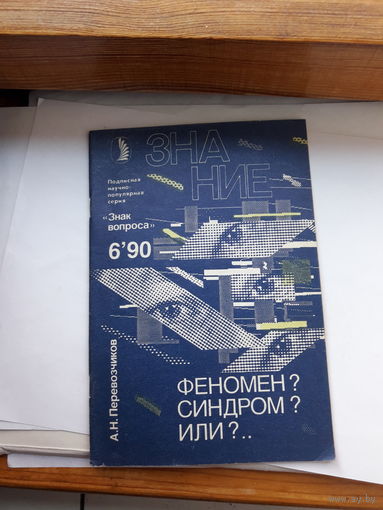 ЗНА
НИЕ
Подписная
научно-
популярная
серия
«Знак
вопроса»
6'90
А.Н. Перевозчиков
ФЕНОМЕН?
СИНДРОМ?
ИЛИ?..